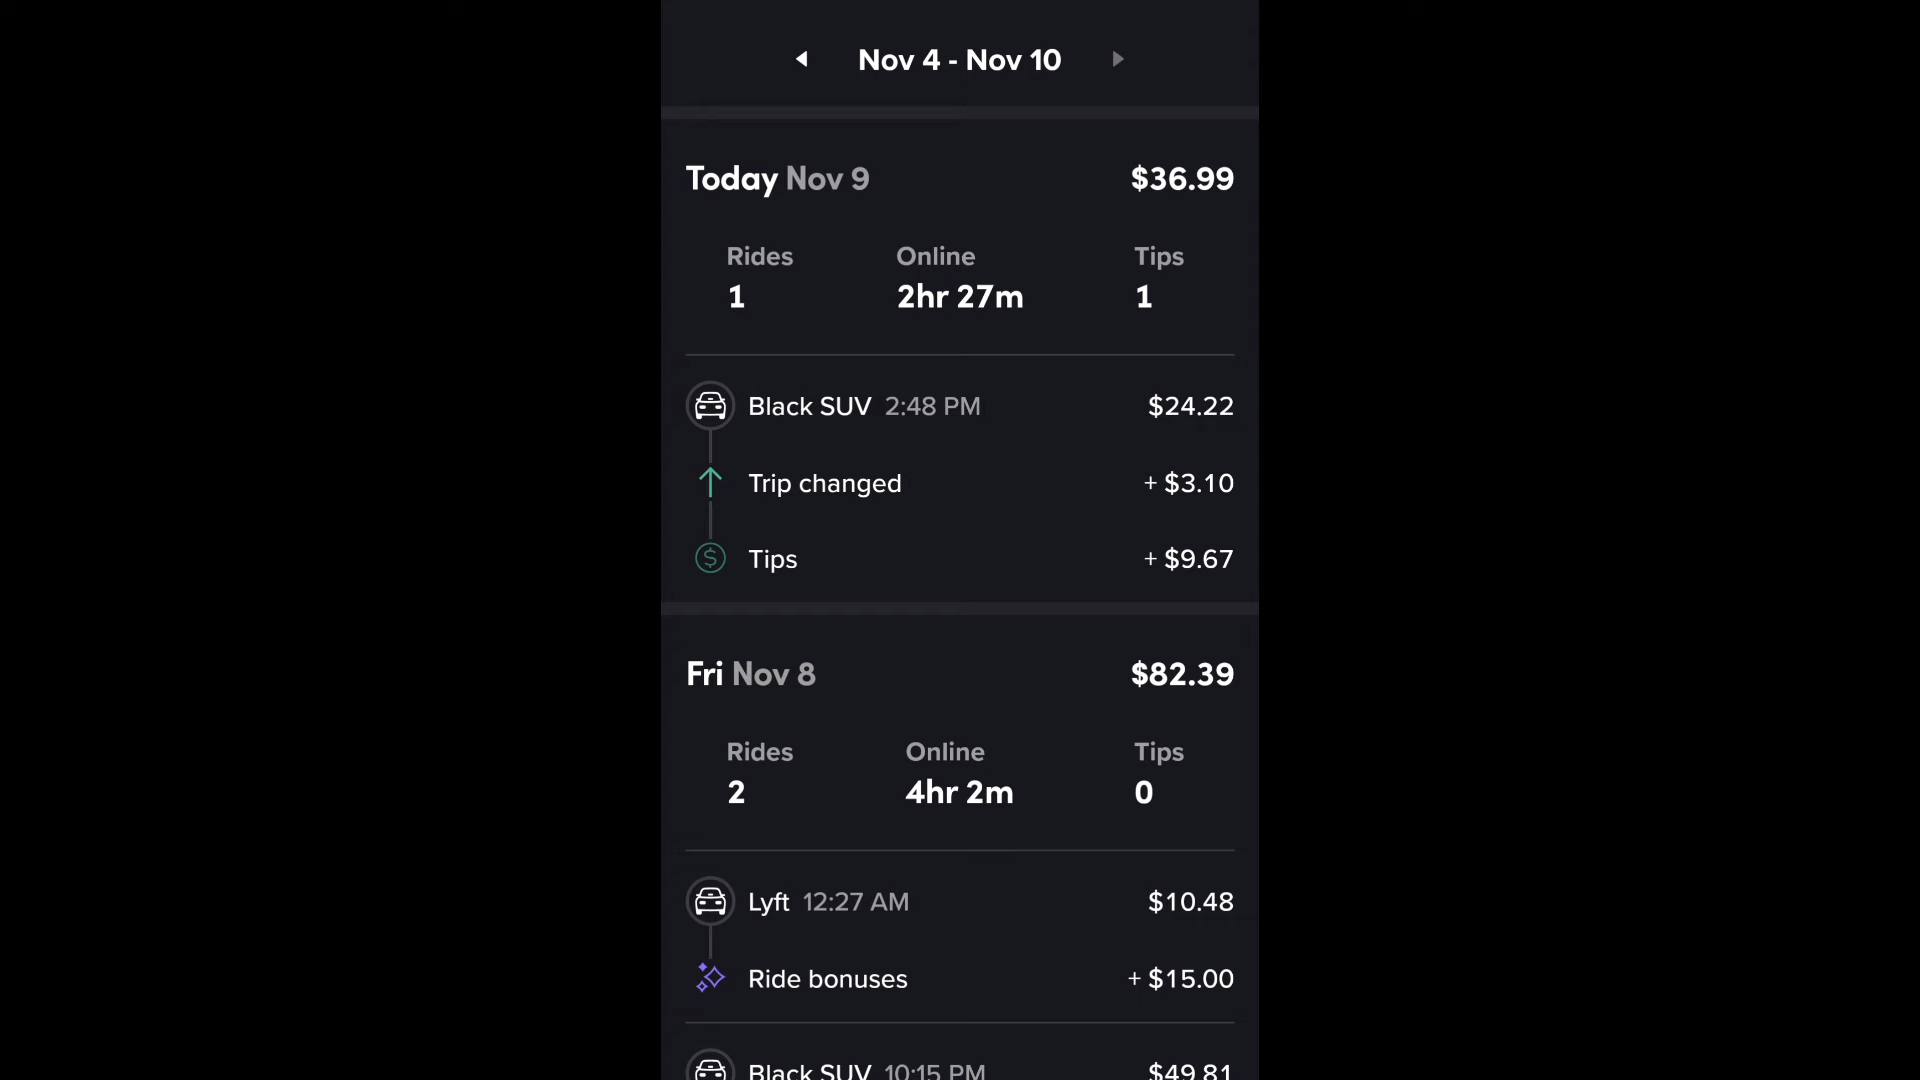 Nov 4 - Nov 10
Today Nov 9 $36.99
Rides Online Tips
1 2hr 27m 1
Black SUV 2:48 PM $24.22
Trip changed + $3.10
Tips + $9.67
Fri Nov 8 $82.39
Rides Online Tips
2 4hr 2m 0
Lyft 12:27 AM $10.48
Ride bonuses + $15.00
Black SUV 10:15 PM $49.81